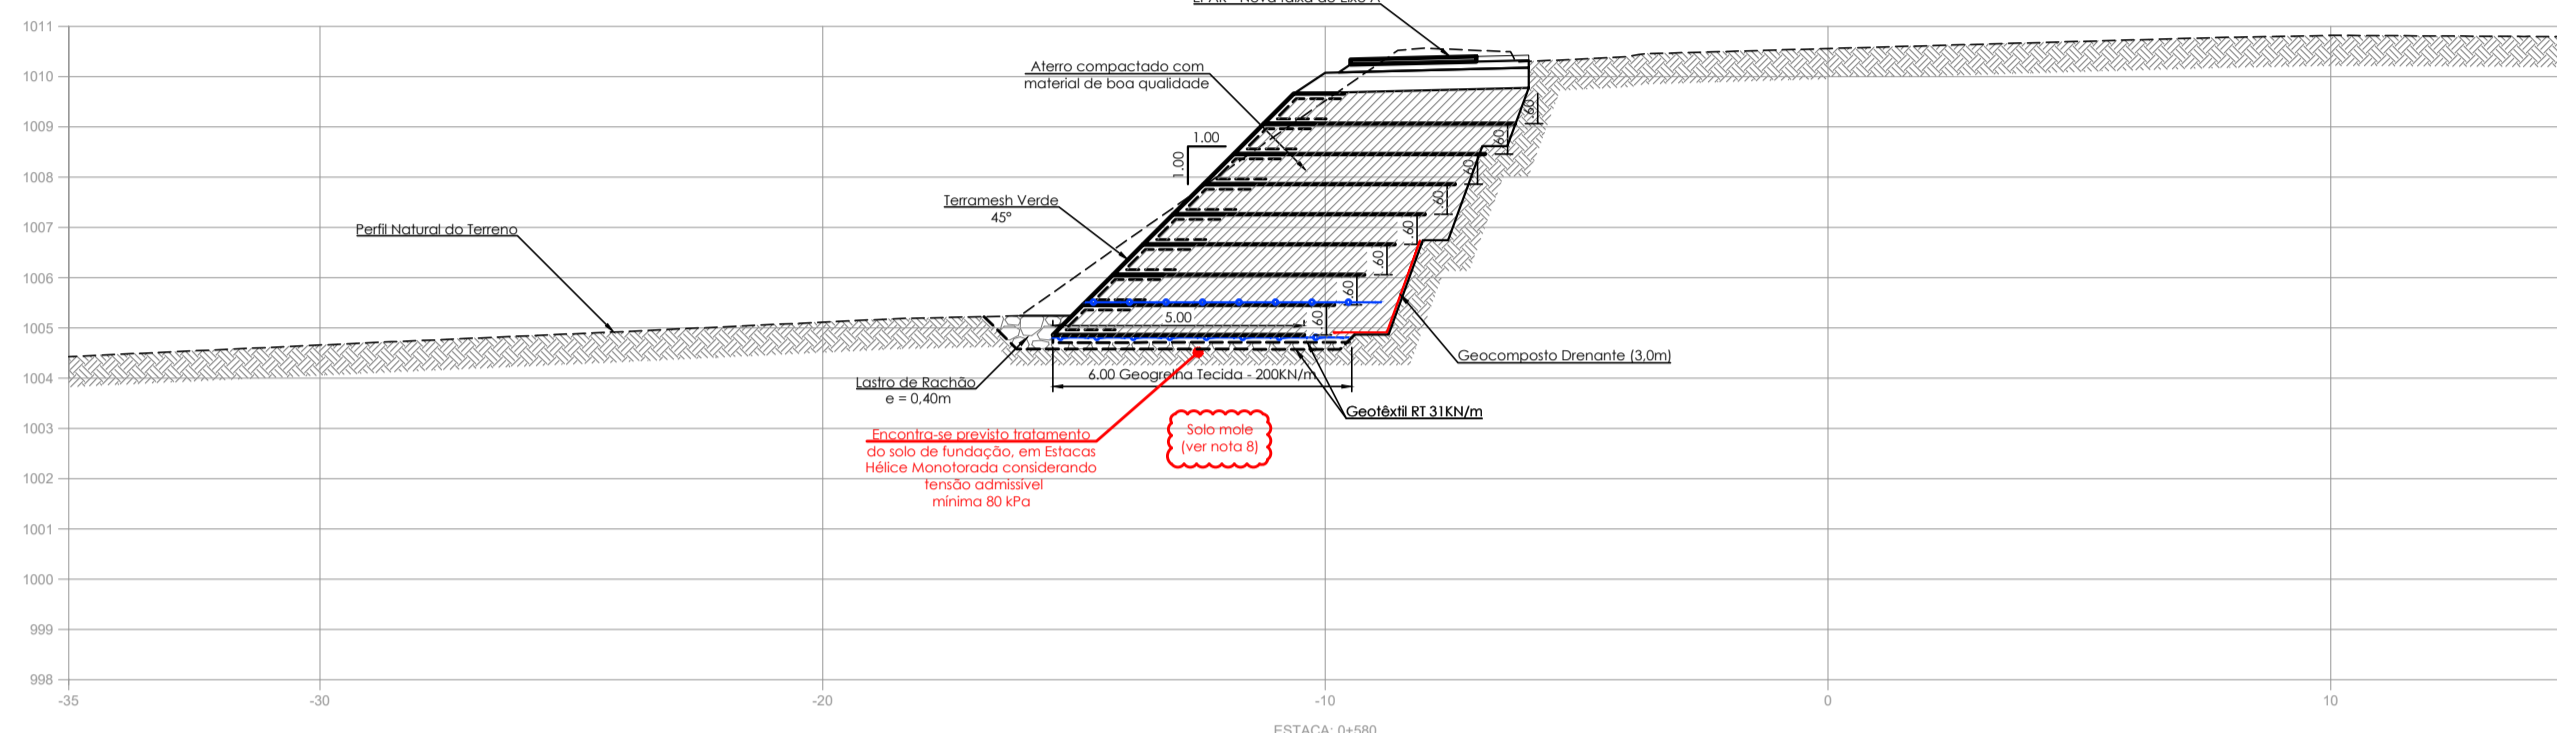 1011
1010
1009
1008
1007
1006
1005
1004
1003
1002
1001
1000
999
998
Aterro compactado com
material de boa qualidade
1.00
1.00
Terramesh Verde
45°
Perfil Natural do Terreno
.60
.60
.60
.60
.60
.60
.60
.60
5.00
Geocomposto Drenante (3,0m)
6.00 Geogrelha Tecida - 200KN/m
Lastro de Rachão
e = 0,40m
Geotêxtil RT 31KN/m
Encontra-se previsto tratamento
do solo de fundação, em Estacas
Hélice Monotorada considerando
tensão admissível
mínima 80 kPa
Solo mole
(ver nota 8)
-35
-30
-20
-10
0
10
ESTACA: 0+580